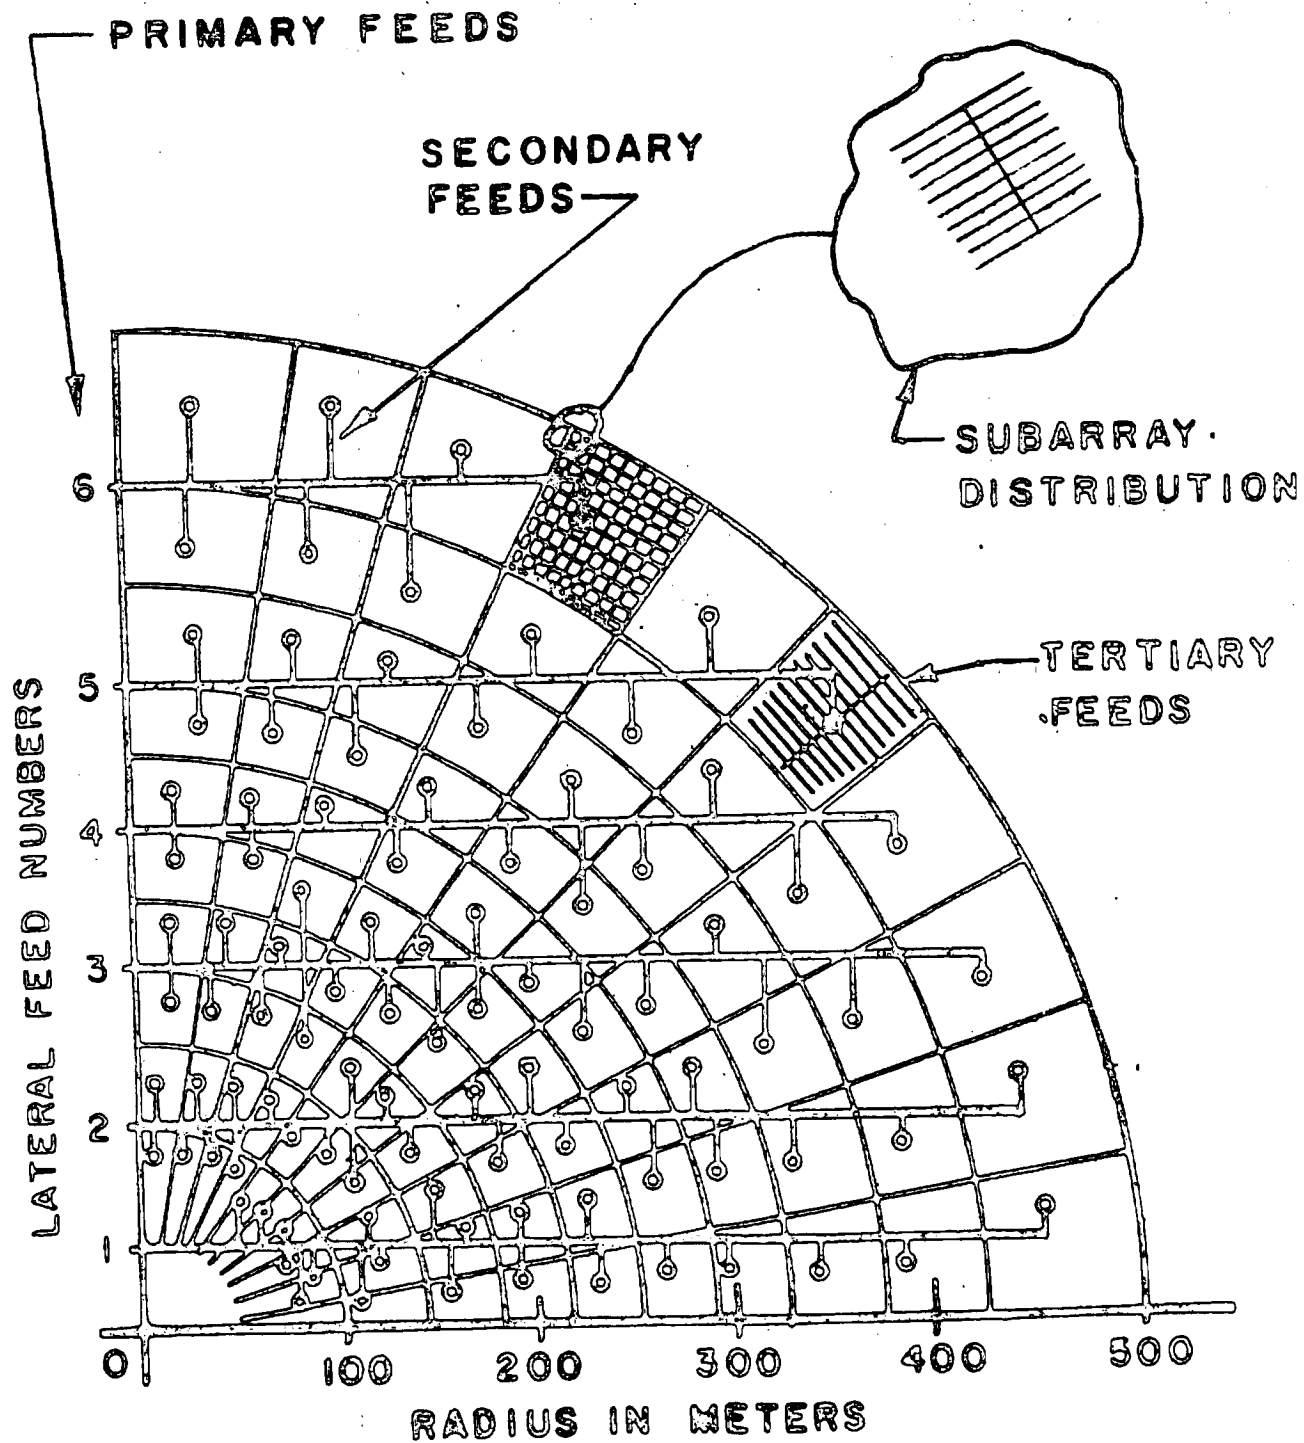 PRIMARY FEEDS
SECONDARY
FEEDS
SUBARRAY
DISTRIBUTION
TERTIARY
FEEDS
LATERAL FEED NUMBERS
6
5
4
3
2
1
0 100 200 300 400 500
RADIUS IN METERS